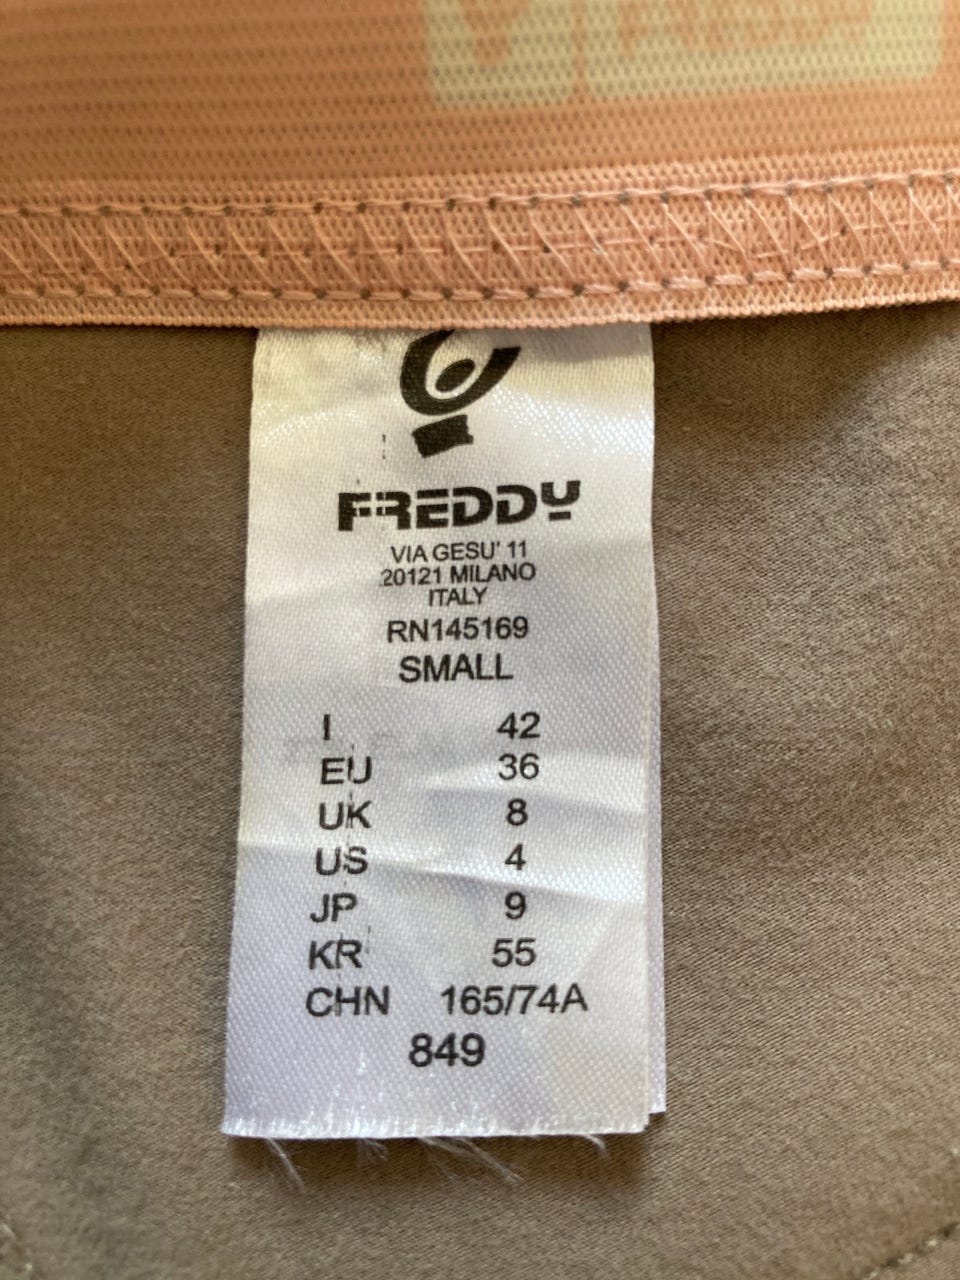 FREDDY
VIA GESU' 11
20121 MILANO
ITALY
RN145169
SMALL
I 42
EU 36
UK 8
US 4
JP 9
KR 55
CHN 165/74A
849